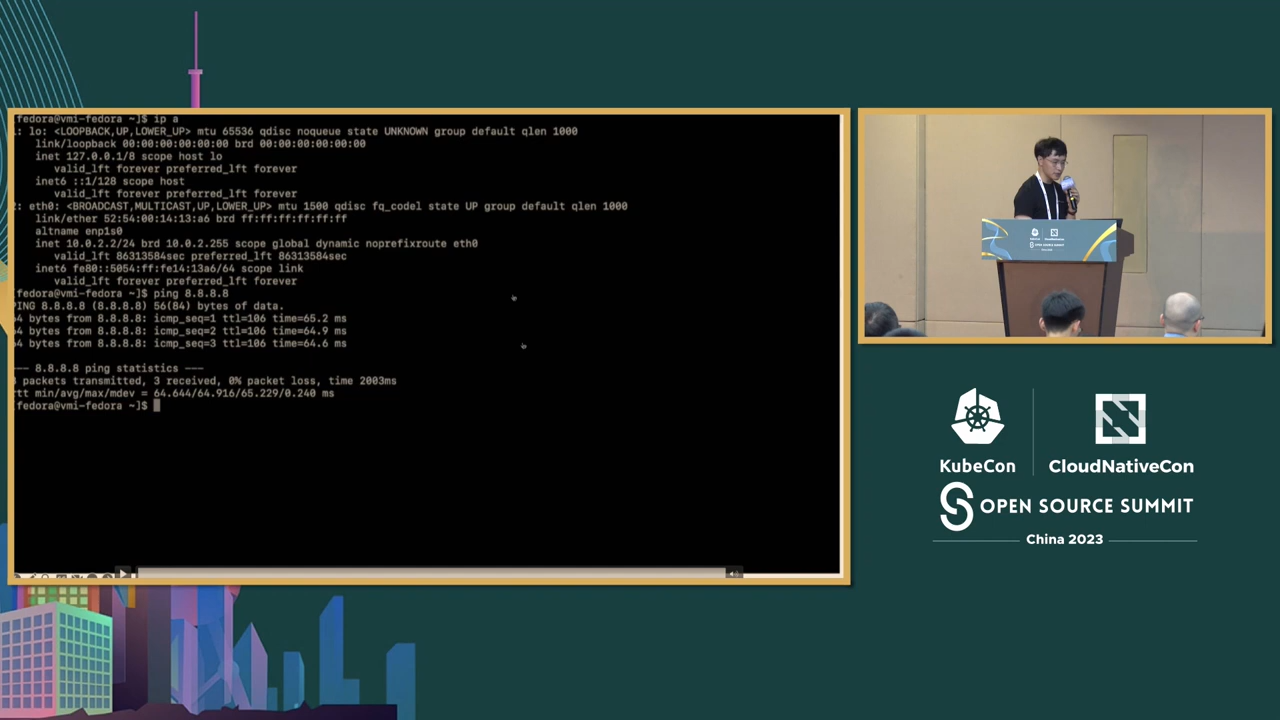 [fedora@vmi-fedora ~]$ ip a
1: lo: <LOOPBACK,UP,LOWER_UP> mtu 65536 qdisc noqueue state UNKNOWN group default qlen 1000
link/loopback 00:00:00:00:00:00 brd 00:00:00:00:00:00
inet 127.0.0.1/8 scope host lo
valid_lft forever preferred_lft forever
inet6 ::1/128 scope host
valid_lft forever preferred_lft forever
2: eth0: <BROADCAST,MULTICAST,UP,LOWER_UP> mtu 1500 qdisc fq_codel state UP group default qlen 1000
link/ether 52:54:00:14:13:a6 brd ff:ff:ff:ff:ff:ff
altname enp1s0
inet 10.0.2.2/24 brd 10.0.2.255 scope global dynamic noprefixroute eth0
valid_lft 86313584sec preferred_lft 86313584sec
inet6 fe80::5054:ff:fe14:13a6/64 scope link
valid_lft forever preferred_lft forever
[fedora@vmi-fedora ~]$ ping 8.8.8.8
PING 8.8.8.8 (8.8.8.8) 56(84) bytes of data.
64 bytes from 8.8.8.8: icmp_seq=1 ttl=106 time=65.2 ms
64 bytes from 8.8.8.8: icmp_seq=2 ttl=106 time=64.9 ms
64 bytes from 8.8.8.8: icmp_seq=3 ttl=106 time=64.6 ms
--- 8.8.8.8 ping statistics ---
3 packets transmitted, 3 received, 0% packet loss, time 2003ms
rtt min/avg/max/mdev = 64.644/64.916/65.229/0.240 ms
[fedora@vmi-fedora ~]$
KubeCon
CloudNativeCon
OPEN SOURCE SUMMIT
China 2023